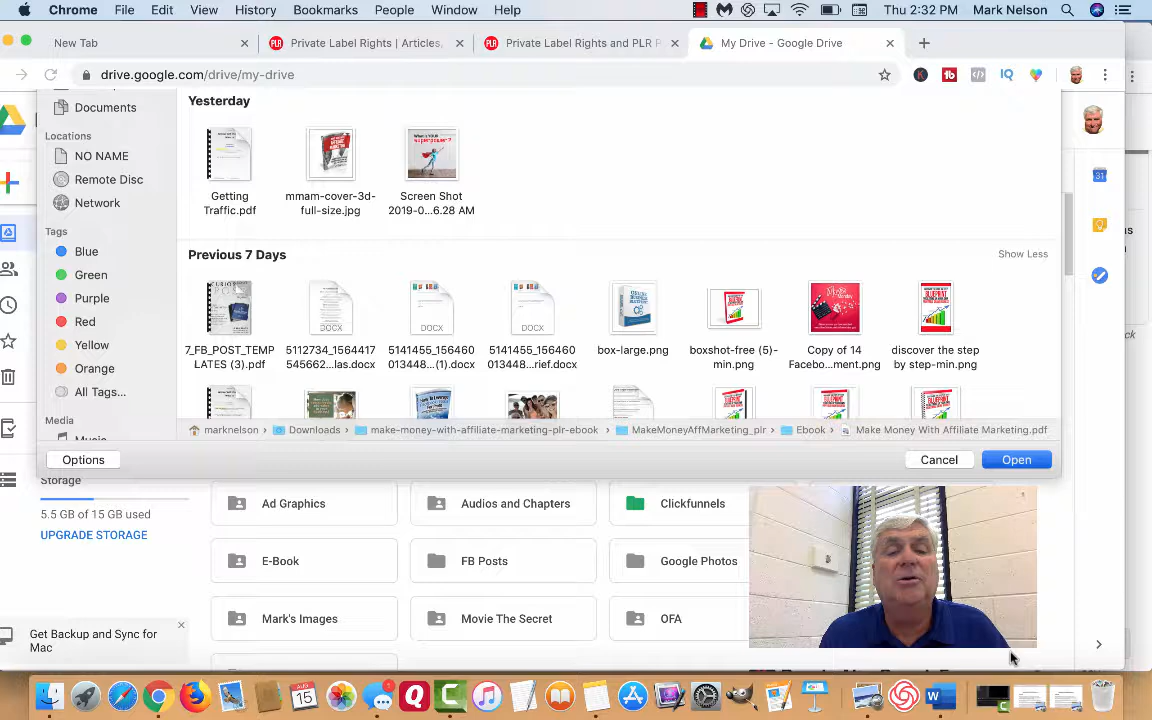 Chrome File Edit View History Bookmarks People Window Help Thu 2:32 PM Mark Nelson
New Tab Private Label Rights | Articles, Private Label Rights and PLR My Drive - Google Drive
drive.google.com/drive/my-drive
Documents
Locations
NO NAME
Remote Disc
Network
Tags
Blue
Green
Purple
Red
Yellow
Orange
All Tags...
Media
Music
Yesterday
Getting Traffic.pdf
mmam-cover-3d-full-size.jpg
Screen Shot 2019-0...6.28 AM
Previous 7 Days Show Less
7_FB_POST_TEMP LATES (3).pdf
5112734_1564417 545662...las.docx
5141455_156460 013448...(1).docx
5141455_156460 013448...rief.docx
box-large.png
boxshot-free (5)-min.png
Copy of 14 Facebo...ment.png
discover the step by step-min.png
marknelson Downloads make-money-with-affiliate-marketing-plr-ebook MakeMoneyAffMarketing_plr Ebook Make Money With Affiliate Marketing.pdf
Options Cancel Open
Storage
5.5 GB of 15 GB used
UPGRADE STORAGE
Ad Graphics Audios and Chapters Clickfunnels
E-Book FB Posts Google Photos
Mark's Images Movie The Secret OFA
Get Backup and Sync for
Mac